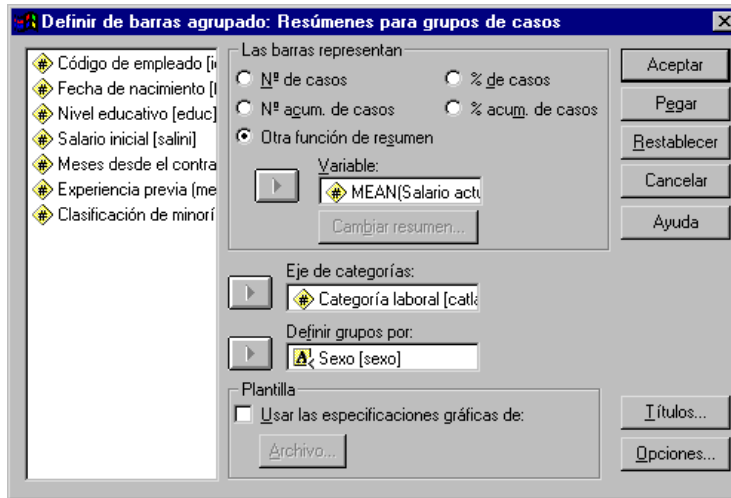 Definir de barras agrupado: Resúmenes para grupos de casos
Código de empleado [i
Fecha de nacimiento [
Nivel educativo [educ]
Salario inicial [salini]
Meses desde el contra
Experiencia previa (me
Clasificación de minorí
Las barras representan
Nº de casos
% de casos
Nº acum. de casos
% acum. de casos
Otra función de resumen
Variable:
MEAN(Salario actu
Cambiar resumen...
Eje de categorías:
Categoría laboral [catla
Definir grupos por:
Sexo [sexo]
Plantilla
Usar las especificaciones gráficas de:
Archivo...
Aceptar
Pegar
Restablecer
Cancelar
Ayuda
Títulos...
Opciones...